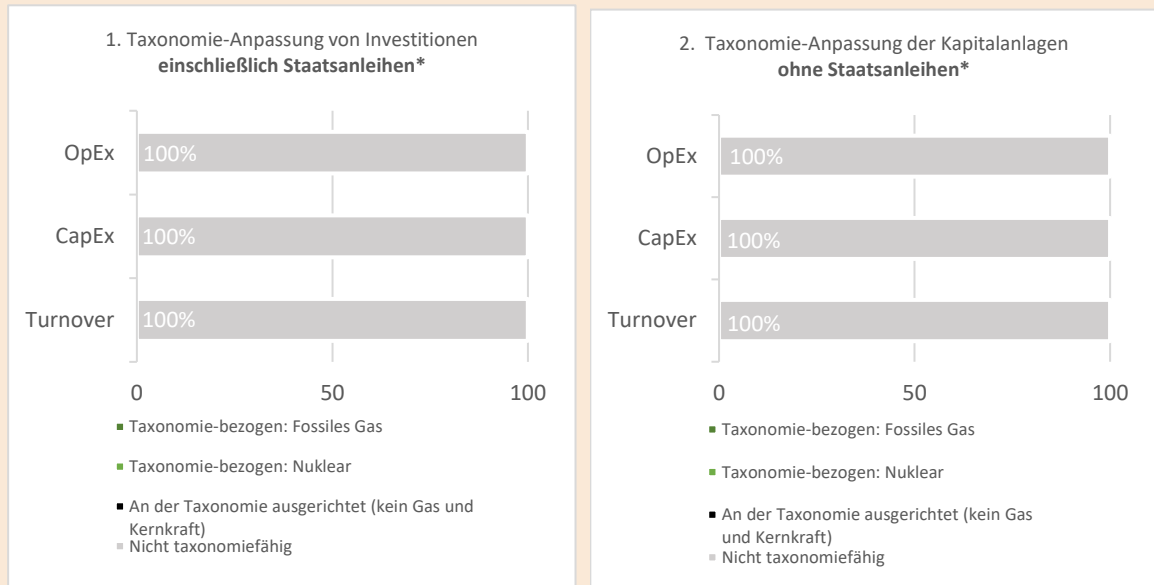 1. Taxonomie-Anpassung von Investitionen
einschließlich Staatsanleihen*
OpEx
100%
CapEx
100%
Turnover
100%
0
50
100
Taxonomie-bezogen: Fossiles Gas
Taxonomie-bezogen: Nuklear
An der Taxonomie ausgerichtet (kein Gas und
Kernkraft)
Nicht taxonomiefähig
2. Taxonomie-Anpassung der Kapitalanlagen
ohne Staatsanleihen*
OpEx
100%
CapEx
100%
Turnover
100%
0
50
100
Taxonomie-bezogen: Fossiles Gas
Taxonomie-bezogen: Nuklear
An der Taxonomie ausgerichtet (kein Gas
und Kernkraft)
Nicht taxonomiefähig